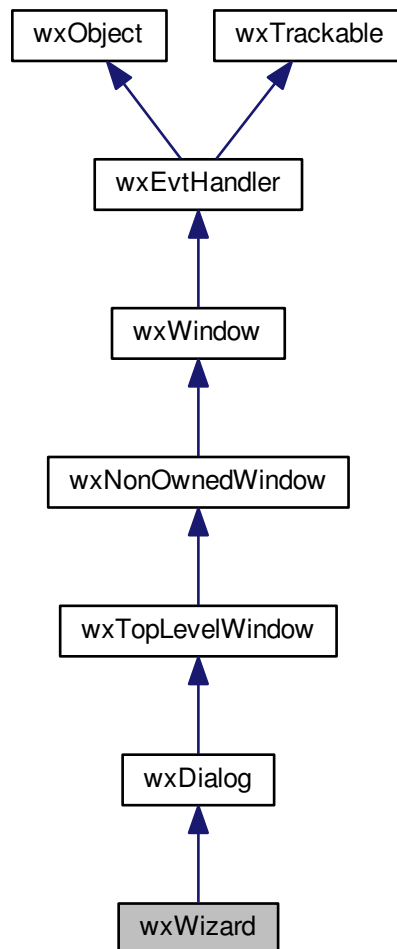 wxObject
wxTrackable
wxEvtHandler
wxWindow
wxNonOwnedWindow
wxTopLevelWindow
wxDialog
wxWizard